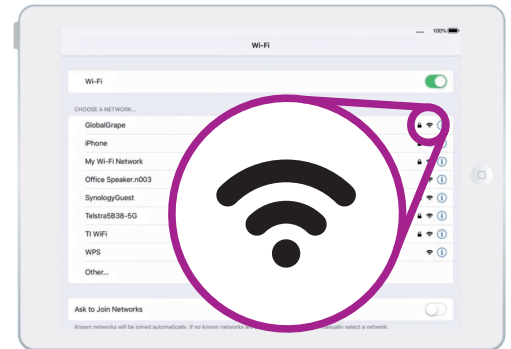 100%
Wi-Fi
Wi-Fi
CHOOSE A NETWORK...
GlobalGrape
iPhone
My Wi-Fi Network
Office Speaker.n003
SynologyGuest
Telstra5B38-5G
TI WiFi
WPS
Other...
Ask to Join Networks
Known networks will be joined automatically. If no known networks a nually select a network.